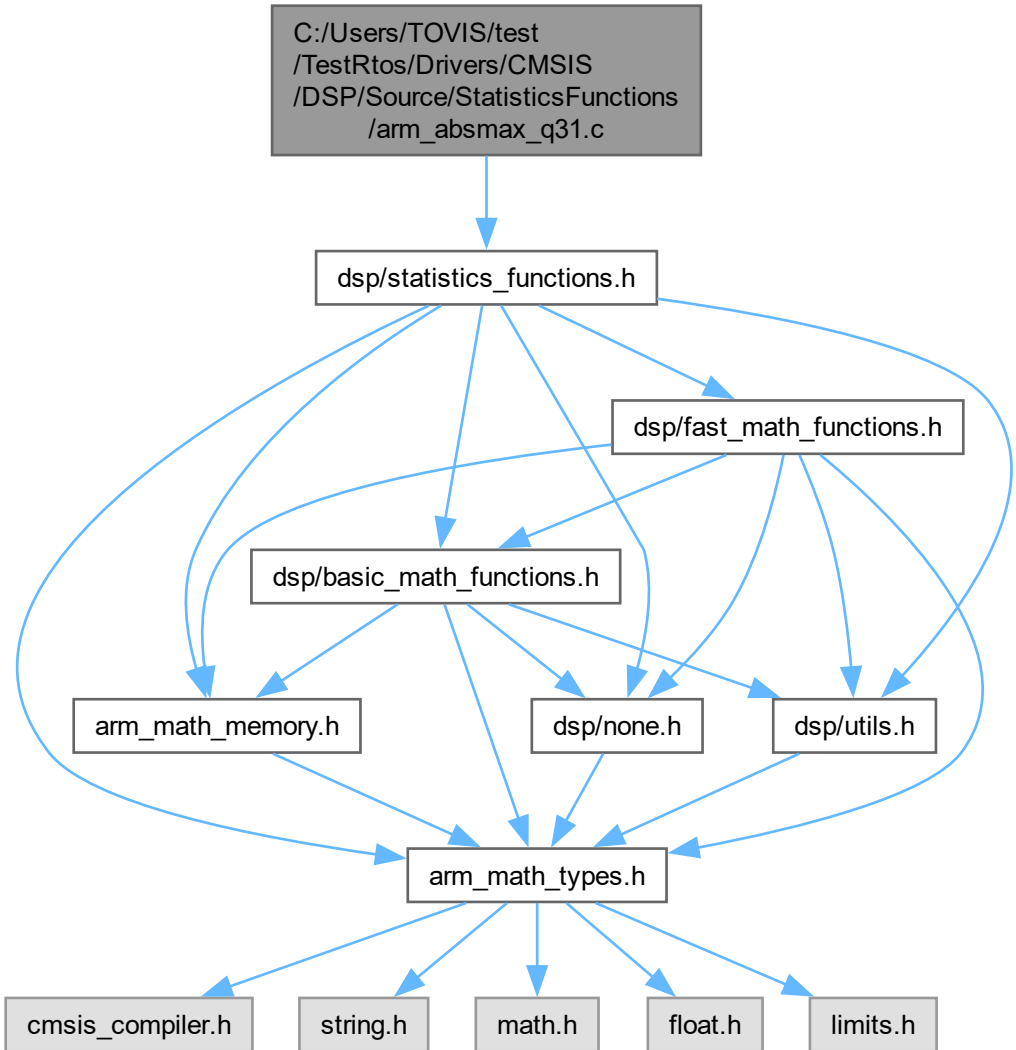 C:/Users/TOVIS/test
/TestRtos/Drivers/CMSIS
/DSP/Source/StatisticsFunctions
/arm_absmax_q31.c
dsp/statistics_functions.h
dsp/fast_math_functions.h
dsp/basic_math_functions.h
arm_math_memory.h
dsp/none.h
dsp/utils.h
arm_math_types.h
cmsis_compiler.h
string.h
math.h
float.h
limits.h